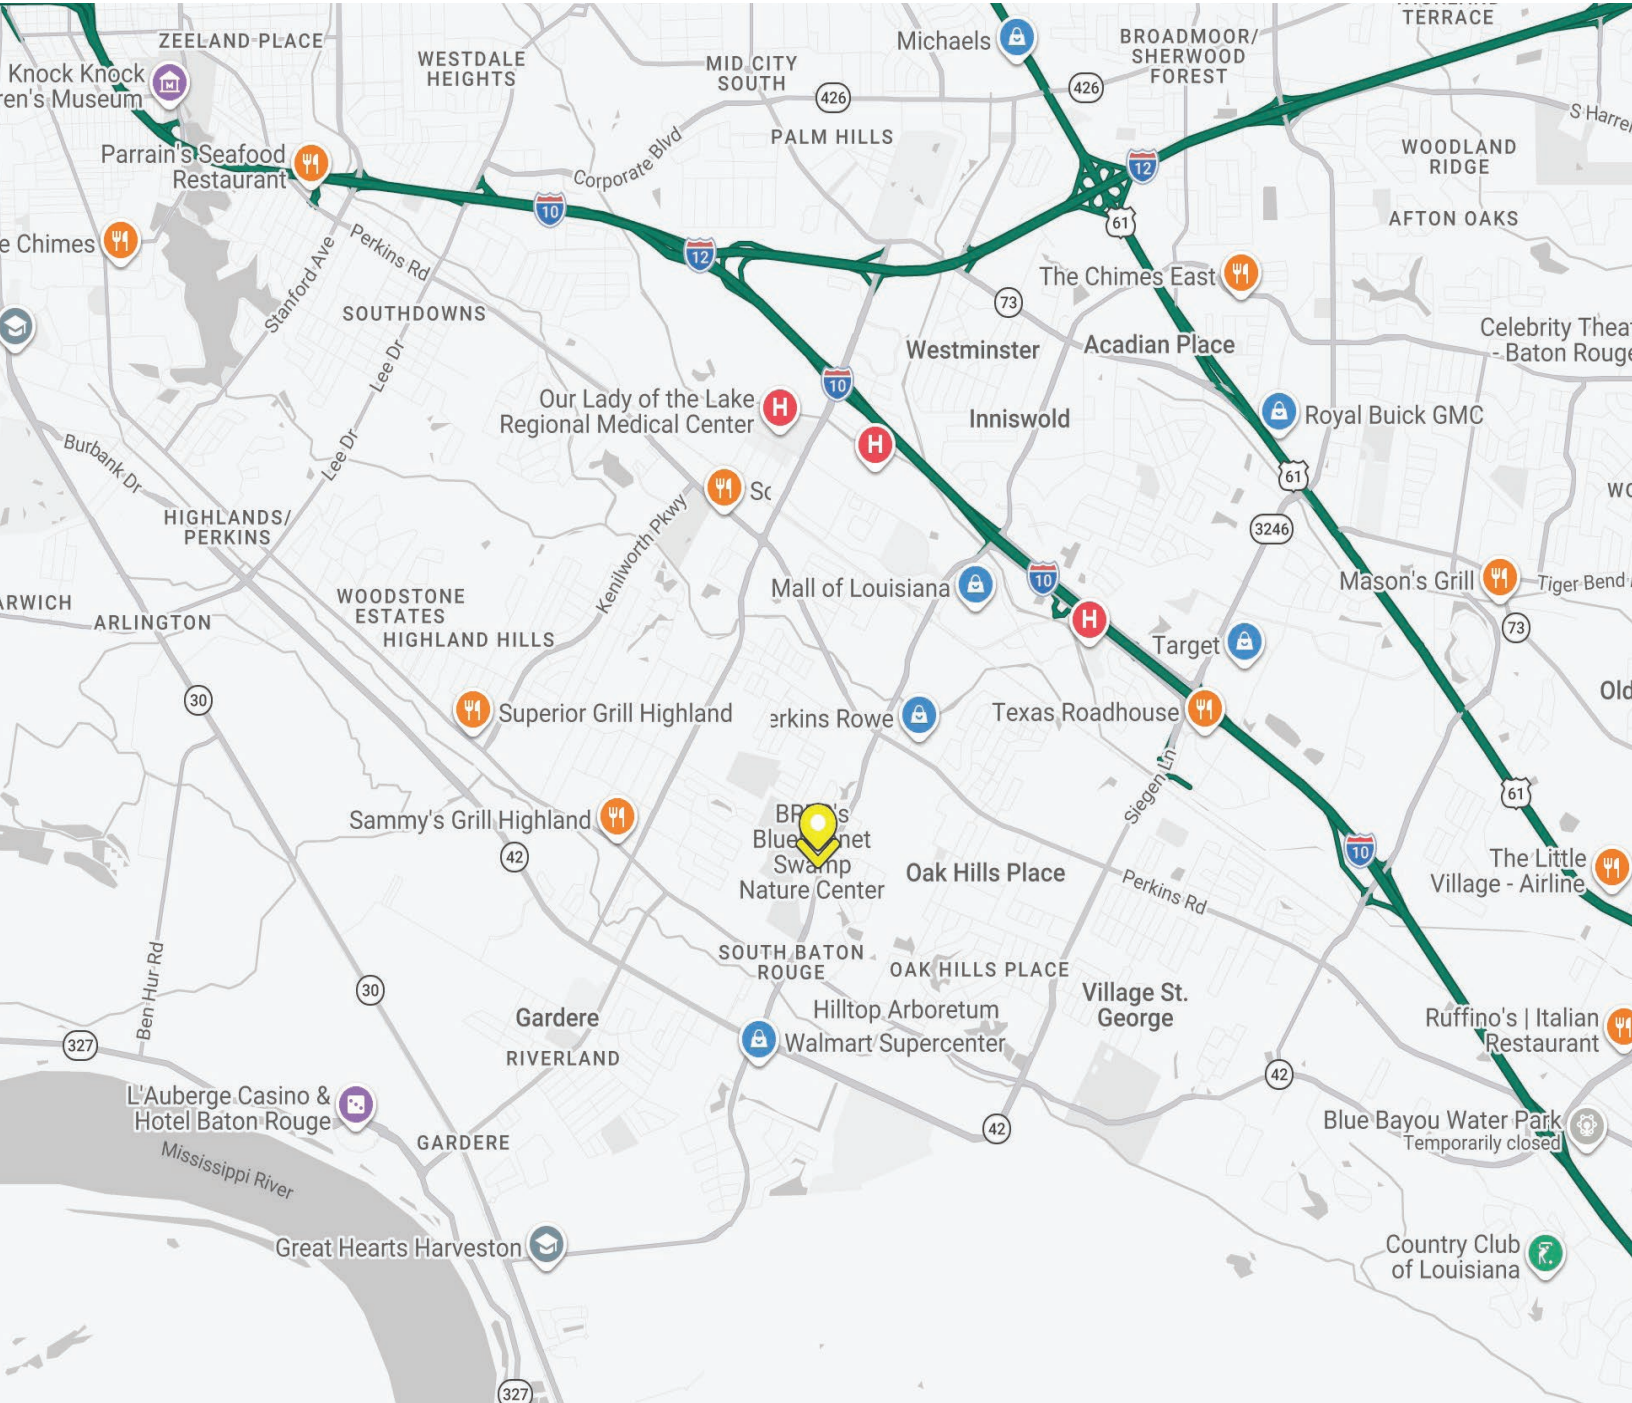 TERRACE
ZEELAND PLACE
Michaels
BROADMOOR/
SHERWOOD
FOREST
WESTDALE
HEIGHTS
MID CITY
SOUTH
Knock Knock
ren's Museum
426
426
S Harrel
PALM HILLS
Corporate Blvd
Parrain's Seafood
Restaurant
WOODLAND
RIDGE
12
10
61
AFTON OAKS
e Chimes
Perkins Rd
Stanford Ave
12
The Chimes East
73
SOUTHDOWNS
Celebrity Theat
- Baton Rouge
Westminster
Acadian Place
Lee Dr
10
Our Lady of the Lake
Regional Medical Center
H
H
Inniswold
Royal Buick GMC
Lee Dr
Burbank Dr
61
Sc
WO
HIGHLANDS/
PERKINS
3246
Kenilworth Pkwy
Mall of Louisiana
10
Mason's Grill
Tiger Bend
ARWICH
WOODSTONE
ESTATES
ARLINGTON
HIGHLAND HILLS
H
73
Target
30
Old
Superior Grill Highland
erkins Rowe
Texas Roadhouse
Siegen Ln
61
Sammy's Grill Highland
42
BREC's
Bluebonnet
Swamp
Nature Center
10
The Little
Village - Airline
Oak Hills Place
Perkins Rd
SOUTH BATON
ROUGE
OAK HILLS PLACE
Ben Hur Rd
30
Village St.
George
Hilltop Arboretum
Gardere
Ruffino's | Italian
Restaurant
327
RIVERLAND
Walmart Supercenter
42
L'Auberge Casino &
Hotel Baton Rouge
42
Blue Bayou Water Park
Temporarily closed
GARDERE
Mississippi River
Great Hearts Harveston
Country Club
of Louisiana
327